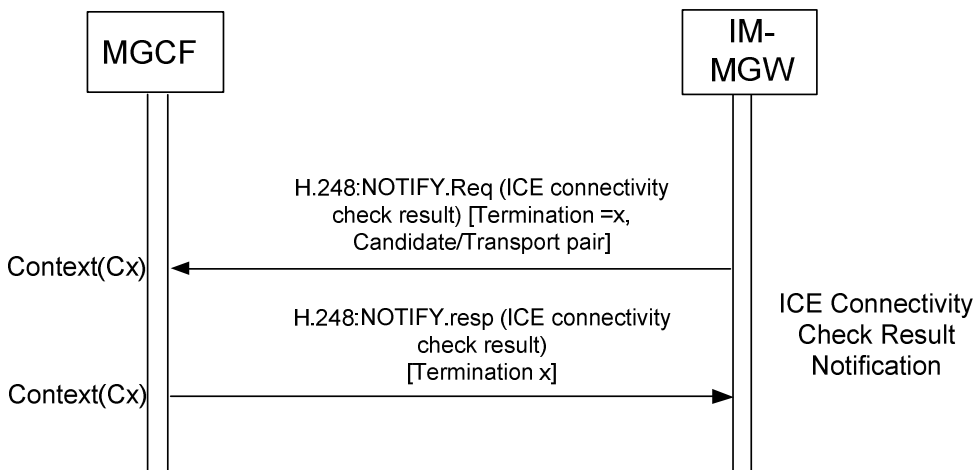 MGCF
IM-
MGW
H.248:NOTIFY.Req (ICE connectivity
check result) [Termination =x,
Candidate/Transport pair]
Context(Cx)
H.248:NOTIFY.resp (ICE connectivity
check result)
[Termination x]
Context(Cx)
ICE Connectivity
Check Result
Notification